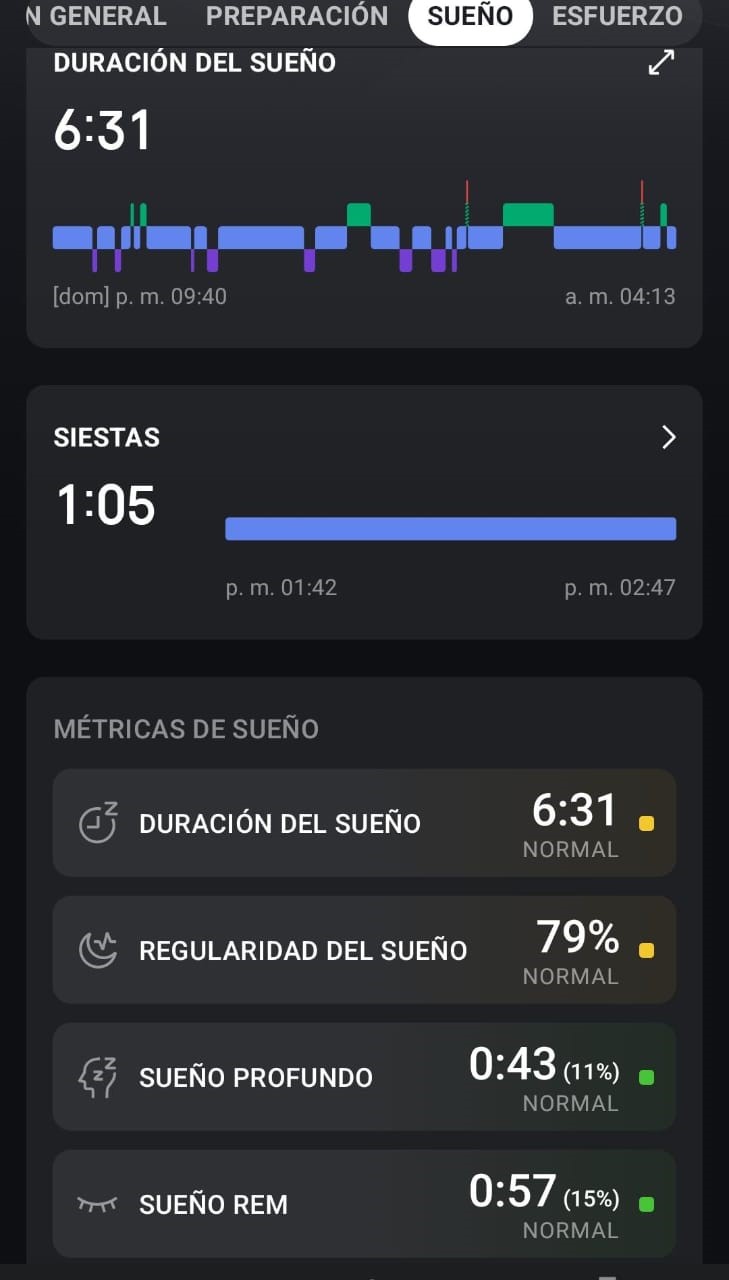 N GENERAL PREPARACIÓN SUEÑO ESFUERZO
DURACIÓN DEL SUEÑO
6:31
[dom] p. m. 09:40 a. m. 04:13
SIESTAS
1:05
p. m. 01:42 p. m. 02:47
MÉTRICAS DE SUEÑO
DURACIÓN DEL SUEÑO 6:31
NORMAL
REGULARIDAD DEL SUEÑO 79%
NORMAL
SUEÑO PROFUNDO 0:43 (11%)
NORMAL
SUEÑO REM 0:57 (15%)
NORMAL